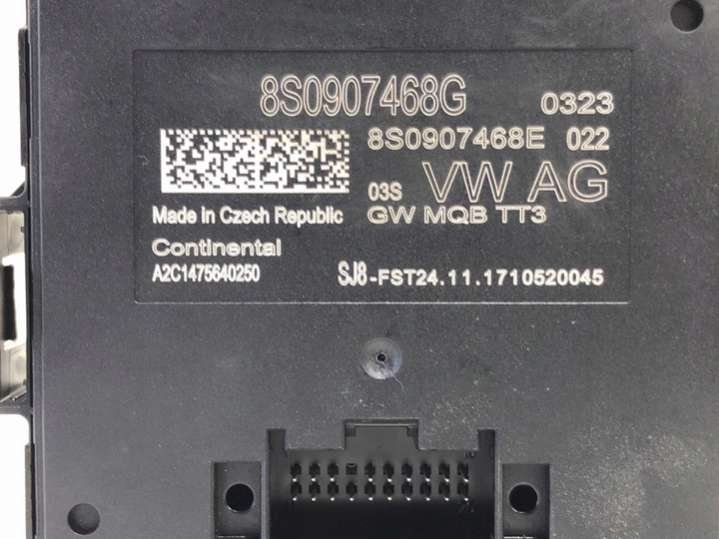 8S0907468G 0323
8S0907468E 022
03S VW AG
Made in Czech Republic GW MQB TT3
Continental
A2C1475640250 SJ8-FST24.11.1710520045